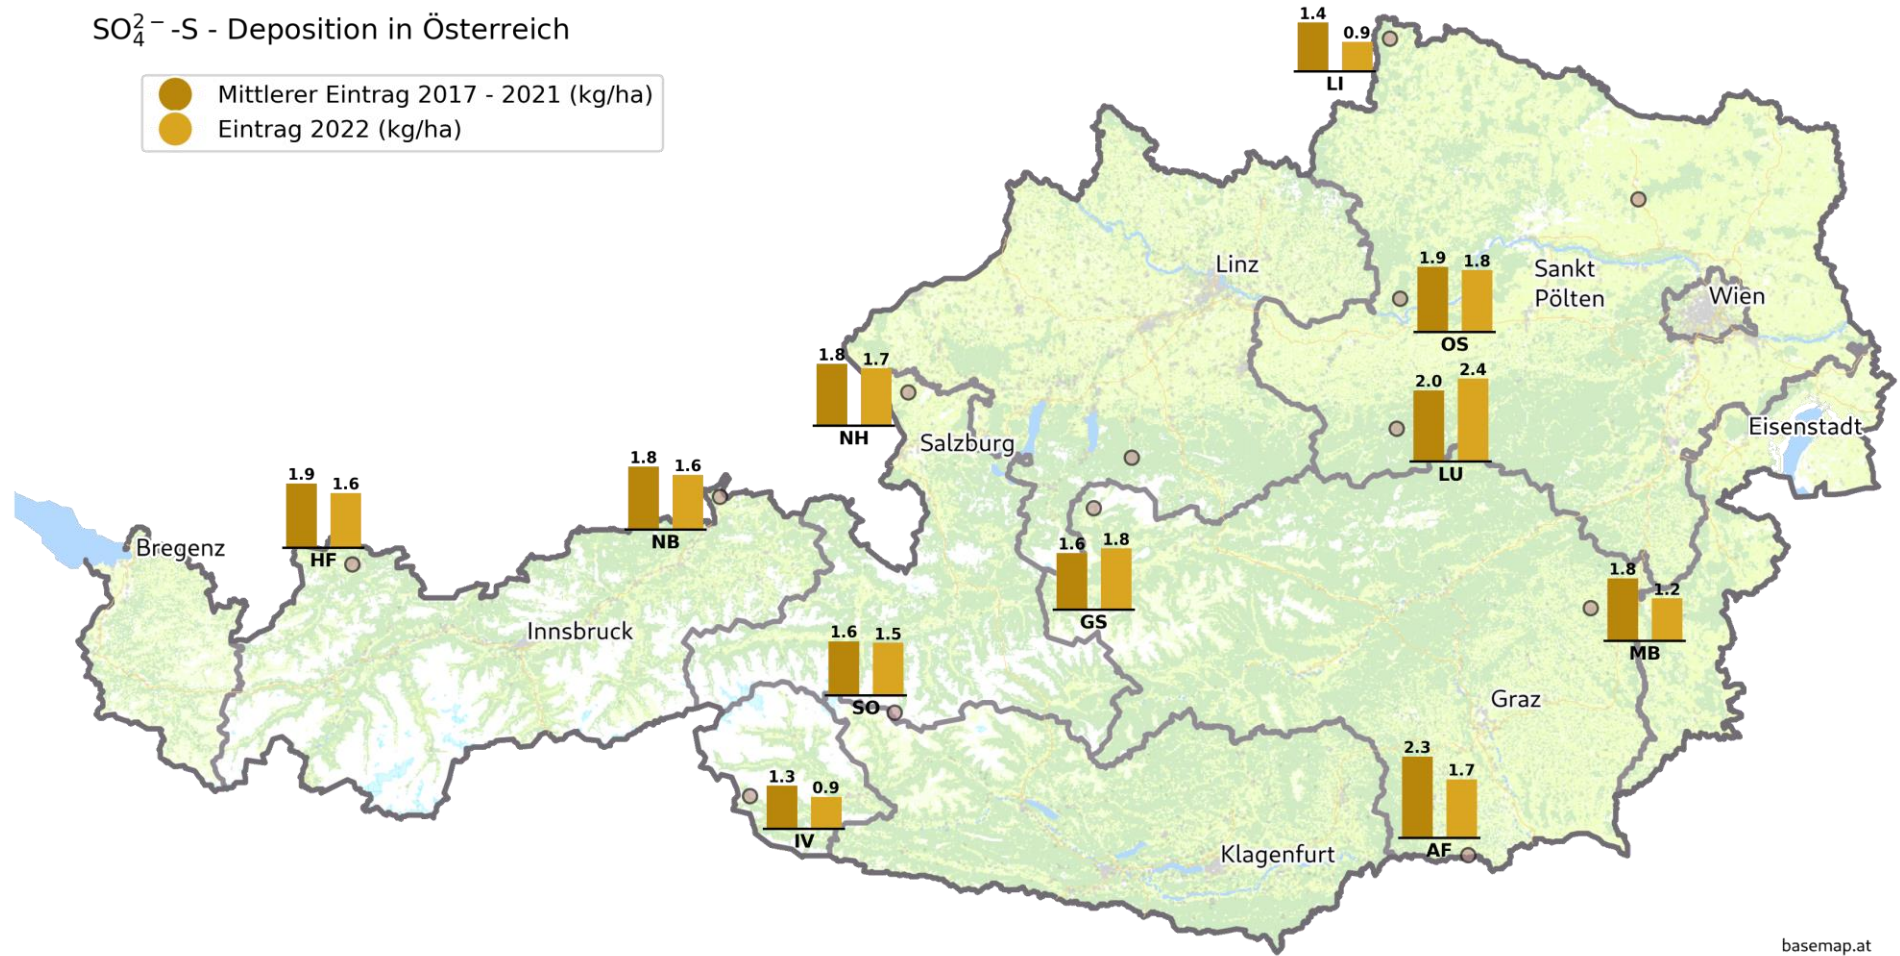 SO₄²⁻-S - Deposition in Österreich
Mittlerer Eintrag 2017 - 2021 (kg/ha)
Eintrag 2022 (kg/ha)
1.4 0.9
LI
Linz
1.9 1.8
OS
Sankt
Pölten
Wien
1.8 1.7
NH
2.0 2.4
LU
Salzburg
Eisenstadt
1.9 1.6
HF
1.8 1.6
NB
Bregenz
1.6 1.8
GS
1.8 1.2
MB
Innsbruck
1.6 1.5
SO
Graz
1.3 0.9
IV
2.3 1.7
AF
Klagenfurt
basemap.at